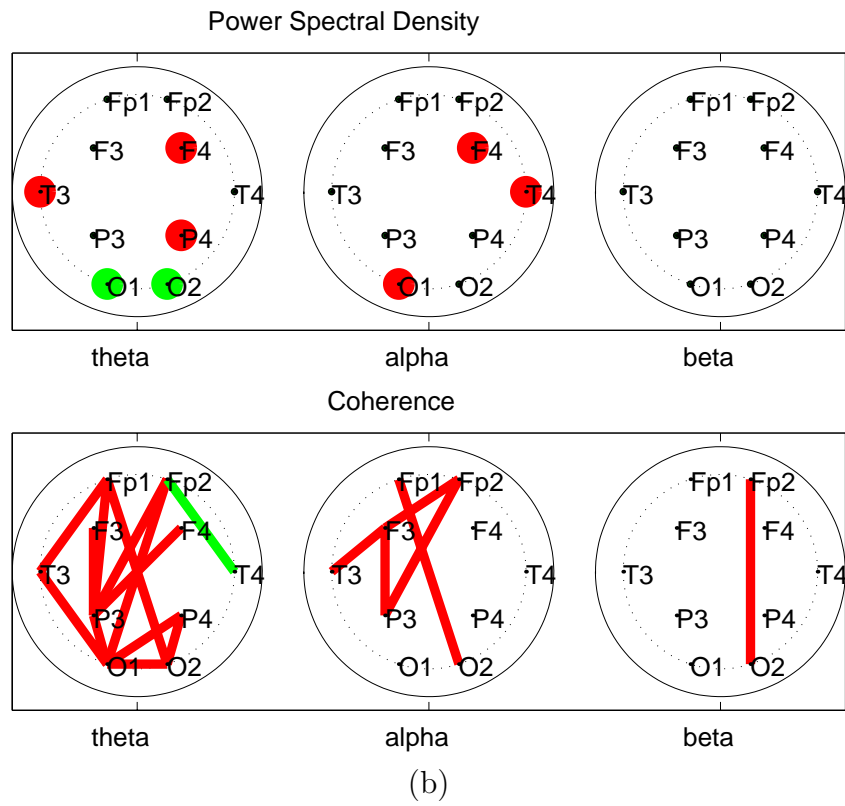 Power Spectral Density
Fp1 Fp2 Fp1 Fp2 Fp1 Fp2
F3 F4 F3 F4 F3 F4
T3 T4 T3 T4 T3 T4
P3 P4 P3 P4 P3 P4
O1 O2 O1 O2 O1 O2
theta alpha beta
Coherence
Fp1 Fp2 Fp1 Fp2 Fp1 Fp2
F3 F4 F3 F4 F3 F4
T3 T4 T3 T4 T3 T4
P3 P4 P3 P4 P3 P4
O1 O2 O1 O2 O1 O2
theta alpha beta
(b)